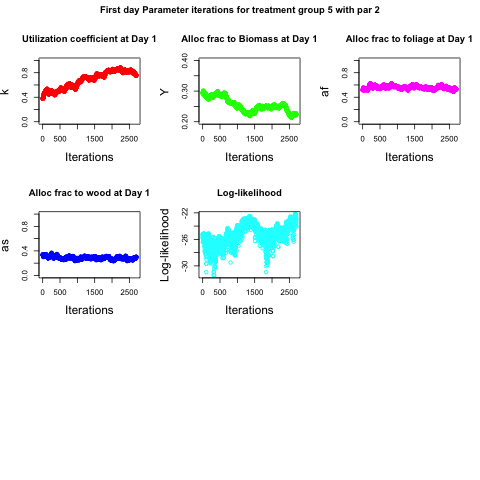 First day Parameter iterations for treatment group 5 with par 2
Utilization coefficient at Day 1
k
0.0 0.4 0.8
0 500 1500 2500
Iterations
Alloc frac to Biomass at Day 1
Y
0.20 0.30 0.40
0 500 1500 2500
Iterations
Alloc frac to foliage at Day 1
af
0.0 0.4 0.8
0 500 1500 2500
Iterations
Alloc frac to wood at Day 1
as
0.0 0.4 0.8
0 500 1500 2500
Iterations
Log-likelihood
Log-likelihood
-30 -26 -22
0 500 1500 2500
Iterations